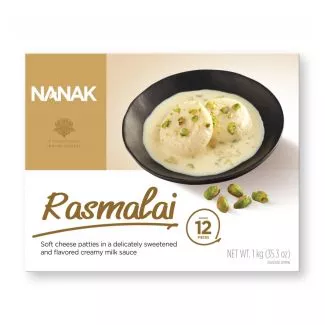 NANAK
Rasmalai
12
PIECES
Soft cheese patties in a delicately sweetened
and flavored creamy milk sauce
NET WT. 1 kg (35.3 oz)